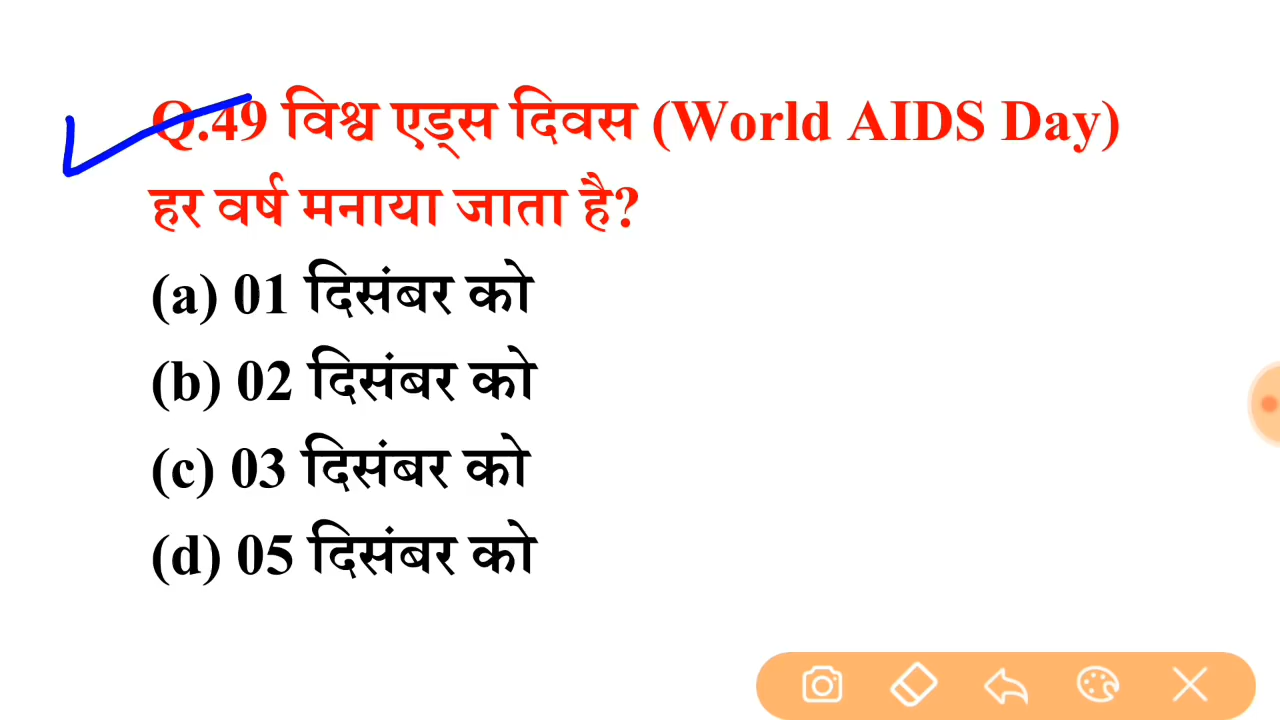 Q.49 विश्व एड्स दिवस (World AIDS Day)
हर वर्ष मनाया जाता है?
(a) 01 दिसंबर को
(b) 02 दिसंबर को
(c) 03 दिसंबर को
(d) 05 दिसंबर को